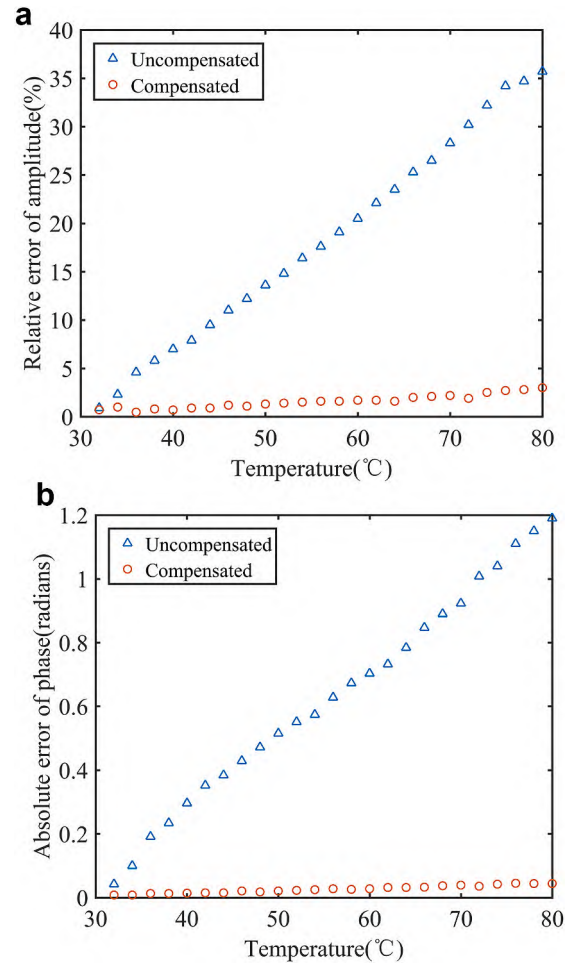 a
40
35
30
25
20
15
10
5
0
Relative error of amplitude(%)
Uncompensated
Compensated
30 40 50 60 70 80
Temperature(℃)
b
1.2
1
0.8
0.6
0.4
0.2
0
Absolute error of phase(radians)
Uncompensated
Compensated
30 40 50 60 70 80
Temperature(℃)